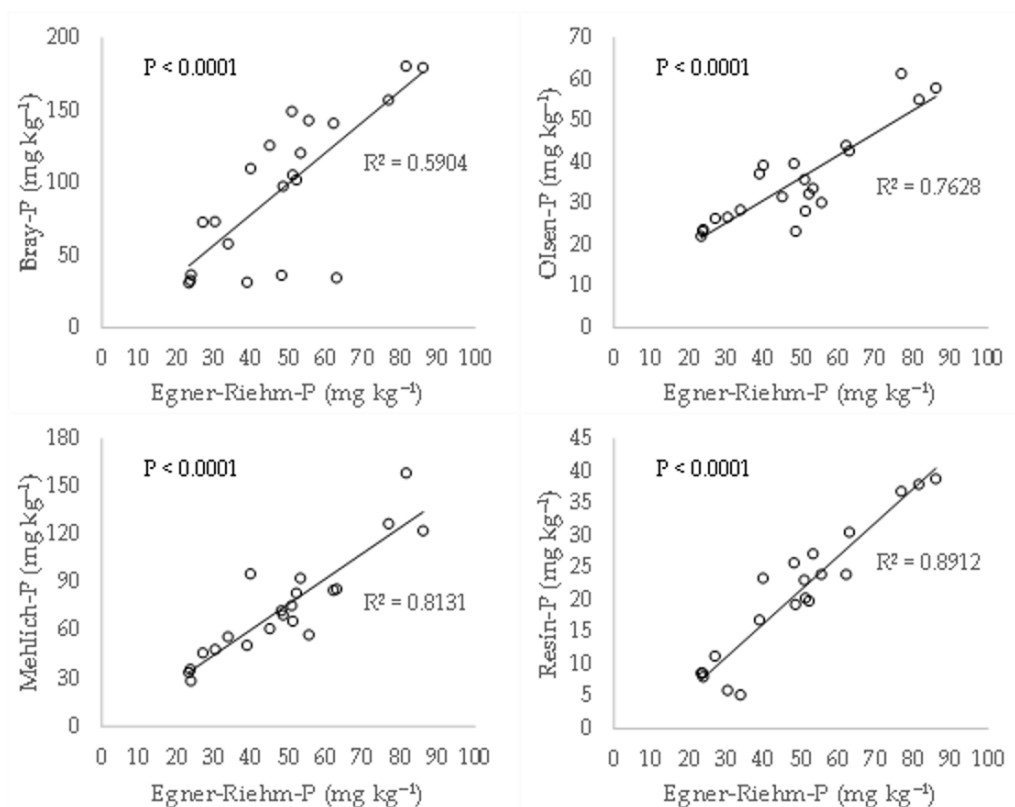 200
150
100
50
0
Bray-P (mg kg⁻¹)
P < 0.0001
R² = 0.5904
0 10 20 30 40 50 60 70 80 90 100
Egner-Riehm-P (mg kg⁻¹)
70
60
50
40
30
20
10
0
Olsen-P (mg kg⁻¹)
P < 0.0001
R² = 0.7628
0 10 20 30 40 50 60 70 80 90 100
Egner-Riehm-P (mg kg⁻¹)
180
150
120
90
60
30
0
Mehlich-P (mg kg⁻¹)
P < 0.0001
R² = 0.8131
0 10 20 30 40 50 60 70 80 90 100
Egner-Riehm-P (mg kg⁻¹)
45
40
35
30
25
20
15
10
5
0
Resin-P (mg kg⁻¹)
P < 0.0001
R² = 0.8912
0 10 20 30 40 50 60 70 80 90 100
Egner-Riehm-P (mg kg⁻¹)